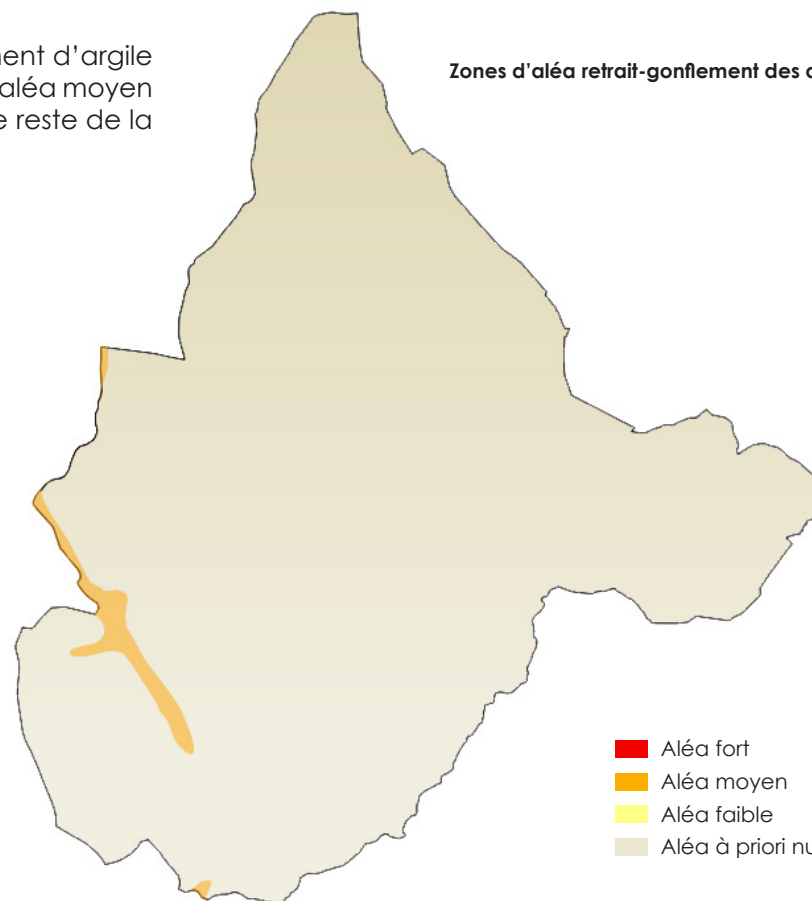 ment d'argile
aléa moyen
e reste de la
Zones d'aléa retrait-gonflement des
Aléa fort
Aléa moyen
Aléa faible
Aléa à priori nu